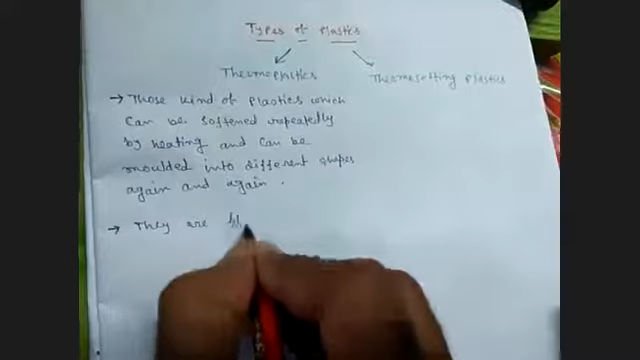 Types of Plastics
Thermoplastics
Thermosetting plastics
→ Those kind of plastics which
can be softened repeatedly
by heating and can be
moulded into different shapes
again and again .
→ They are